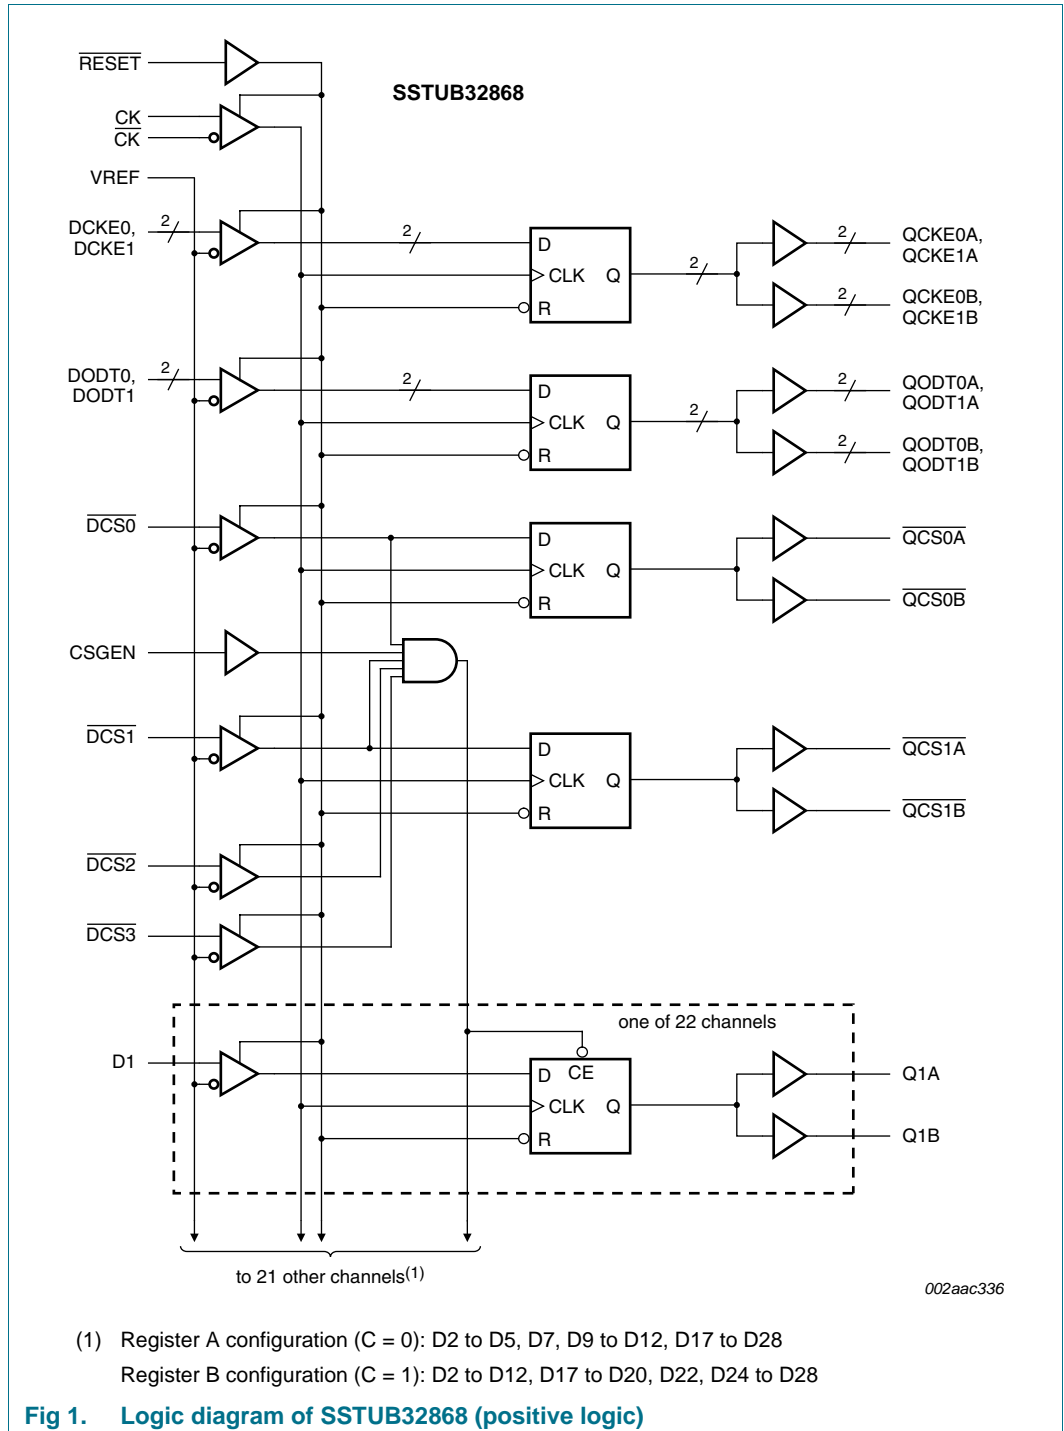 RESET
SSTUB32868
CK
CK
VREF
DCKE0,
DCKE1
2
2
D
CLK
Q
R
2
2
QCKE0A,
QCKE1A
2
QCKE0B,
QCKE1B
DODT0,
DODT1
2
2
D
CLK
Q
R
2
2
QODT0A,
QODT1A
2
QODT0B,
QODT1B
DCS0
D
CLK
Q
R
QCS0A
QCS0B
CSGEN
DCS1
D
CLK
Q
R
QCS1A
QCS1B
DCS2
DCS3
one of 22 channels
D1
D
CE
CLK
Q
R
Q1A
Q1B
to 21 other channels(1)
002aac336
(1) Register A configuration (C = 0): D2 to D5, D7, D9 to D12, D17 to D28
Register B configuration (C = 1): D2 to D12, D17 to D20, D22, D24 to D28
Fig 1. Logic diagram of SSTUB32868 (positive logic)